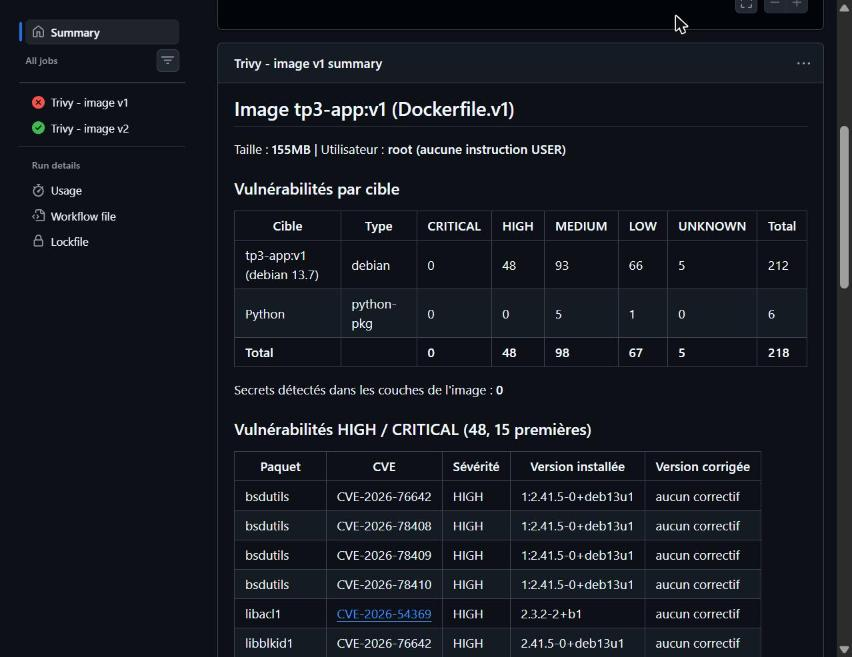 Summary
All jobs
Trivy - image v1
Trivy - image v2
Run details
Usage
Workflow file
Lockfile
Trivy - image v1 summary
Image tp3-app:v1 (Dockerfile.v1)
Taille : 155MB | Utilisateur : root (aucune instruction USER)
Vulnérabilités par cible
Cible Type CRITICAL HIGH MEDIUM LOW UNKNOWN Total
tp3-app:v1 (debian 13.7) debian 0 48 93 66 5 212
Python python-pkg 0 0 5 1 0 6
Total 0 48 98 67 5 218
Secrets détectés dans les couches de l'image : 0
Vulnérabilités HIGH / CRITICAL (48, 15 premières)
Paquet CVE Sévérité Version installée Version corrigée
bsdutils CVE-2026-76642 HIGH 1:2.41.5-0+deb13u1 aucun correctif
bsdutils CVE-2026-78408 HIGH 1:2.41.5-0+deb13u1 aucun correctif
bsdutils CVE-2026-78409 HIGH 1:2.41.5-0+deb13u1 aucun correctif
bsdutils CVE-2026-78410 HIGH 1:2.41.5-0+deb13u1 aucun correctif
libacl1 CVE-2026-54369 HIGH 2.3.2-2+b1 aucun correctif
libblkid1 CVE-2026-76642 HIGH 2.41.5-0+deb13u1 aucun correctif